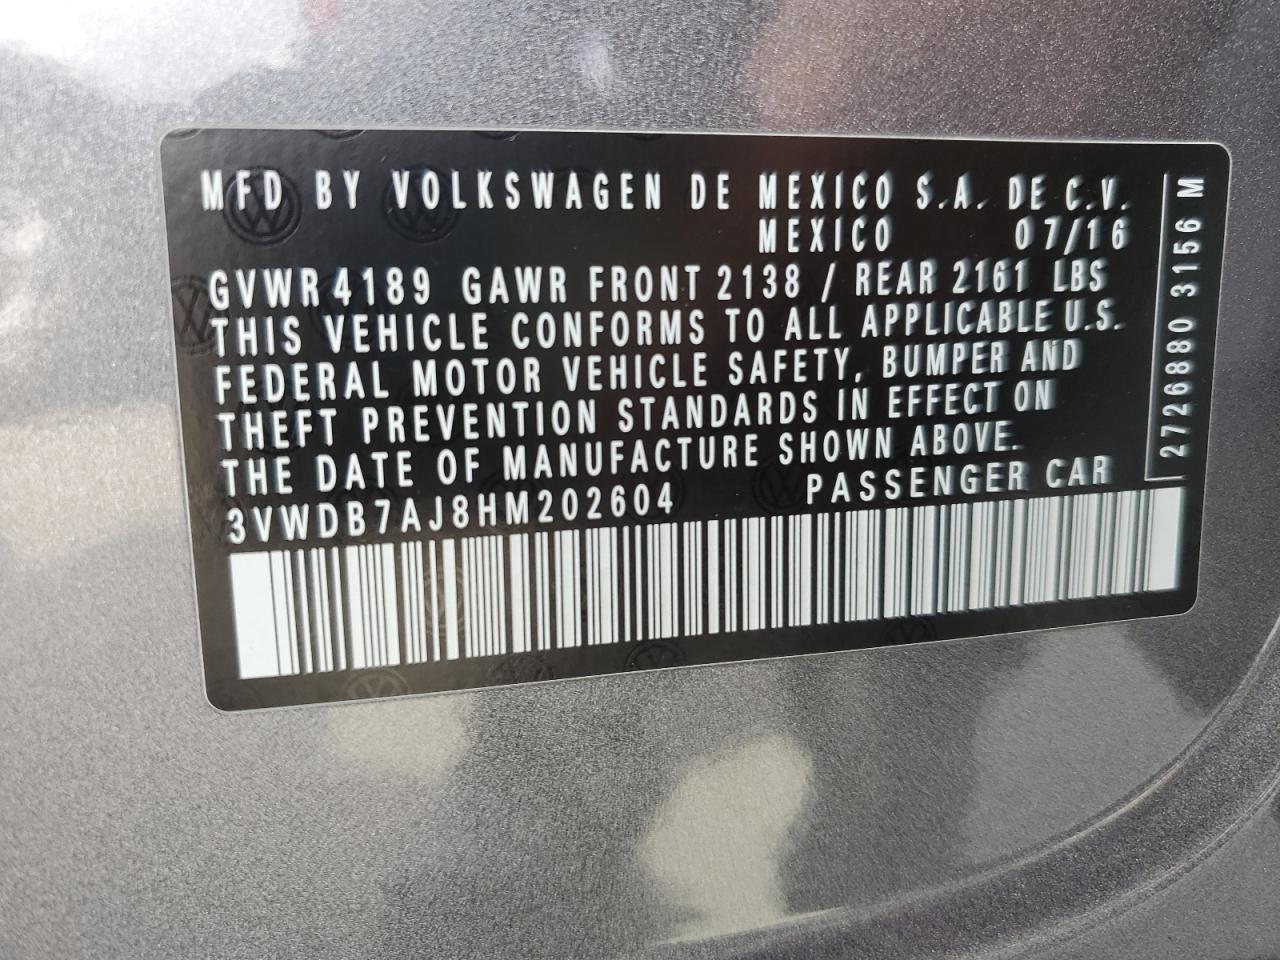 MFD BY VOLKSWAGEN DE MEXICO S.A. DE C.V.
MEXICO 07/16
GVWR 4189 GAWR FRONT 2138 / REAR 2161 LBS
THIS VEHICLE CONFORMS TO ALL APPLICABLE U.S.
FEDERAL MOTOR VEHICLE SAFETY, BUMPER AND
THEFT PREVENTION STANDARDS IN EFFECT ON
THE DATE OF MANUFACTURE SHOWN ABOVE.
3VWDB7AJ8HM202604 PASSENGER CAR
2726880 3156 M